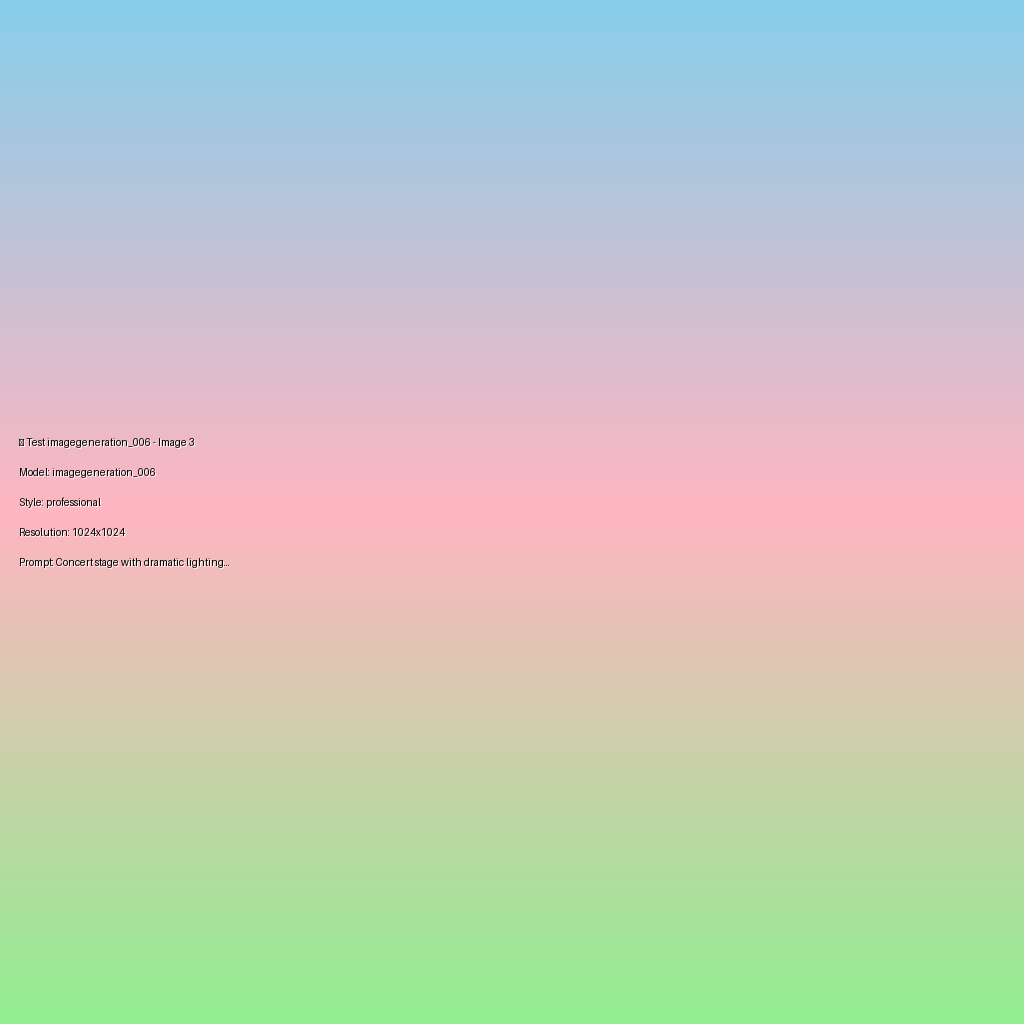 Test imagegeneration_006 - Image 3
Model: imagegeneration_006
Style: professional
Resolution: 1024x1024
Prompt: Concert stage with dramatic lighting...